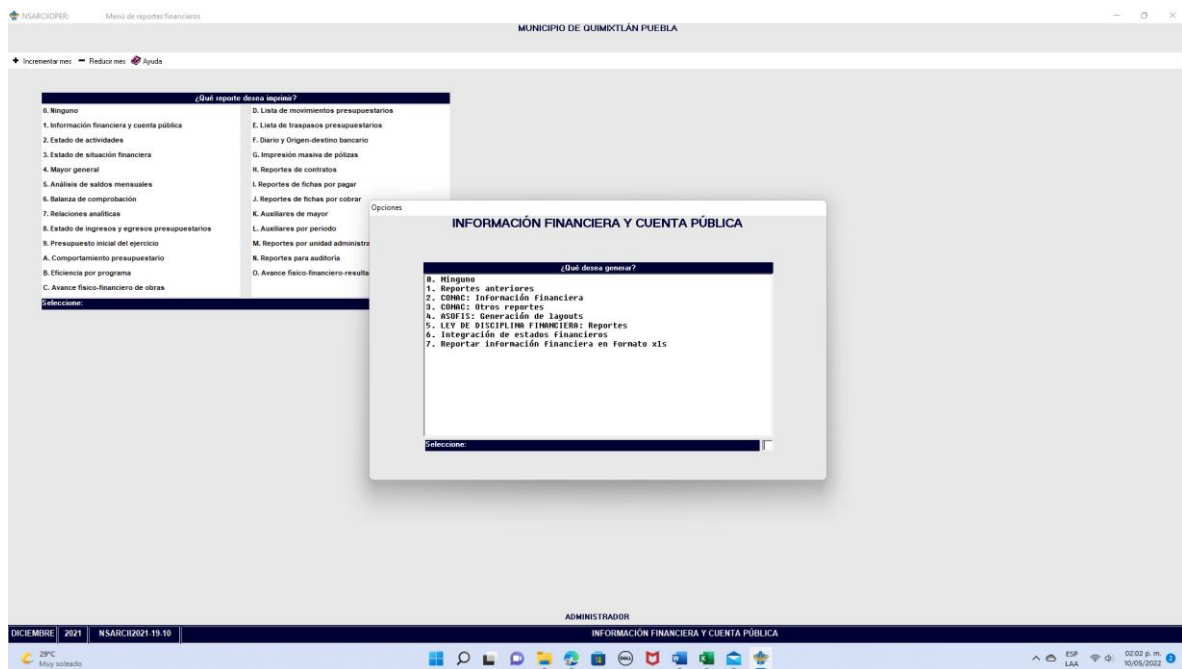 NSARCIIOPER: Menú de reportes financieros
MUNICIPIO DE QUIMIXTLÁN PUEBLA
Incrementar mes Reducir mes Ayuda
¿Qué reporte desea imprimir?
0. Ninguno
1. Información financiera y cuenta pública
2. Estado de actividades
3. Estado de situación financiera
4. Mayor general
5. Análisis de saldos mensuales
6. Balanza de comprobación
7. Relaciones analíticas
8. Estado de ingresos y egresos presupuestarios
9. Presupuesto inicial del ejercicio
A. Comportamiento presupuestario
B. Eficiencia por programa
C. Avance físico-financiero de obras
D. Lista de movimientos presupuestarios
E. Lista de traspasos presupuestarios
F. Diario y Origen-destino bancario
G. Impresión masiva de pólizas
H. Reportes de contratos
I. Reportes de fichas por pagar
J. Reportes de fichas por cobrar
K. Auxiliares de mayor
L. Auxiliares por periodo
M. Reportes por unidad administra
N. Reportes para auditoría
O. Avance físico-financiero-resulta
Seleccione:
Opciones
INFORMACIÓN FINANCIERA Y CUENTA PÚBLICA
¿Qué desea generar?
0. Ninguno
1. Reportes anteriores
2. CONAC: Información financiera
3. CONAC: Otros reportes
4. ASOFIS: Generación de layouts
5. LEY DE DISCIPLINA FINANCIERA: Reportes
6. Integración de estados financieros
7. Reportar información financiera en formato xls
Seleccione:
ADMINISTRADOR
DICIEMBRE 2021 NSARCII2021-19.10 INFORMACIÓN FINANCIERA Y CUENTA PÚBLICA
29°C
Muy soleado
DELL
ESP
LAA
02:02 p. m.
10/05/2022
2